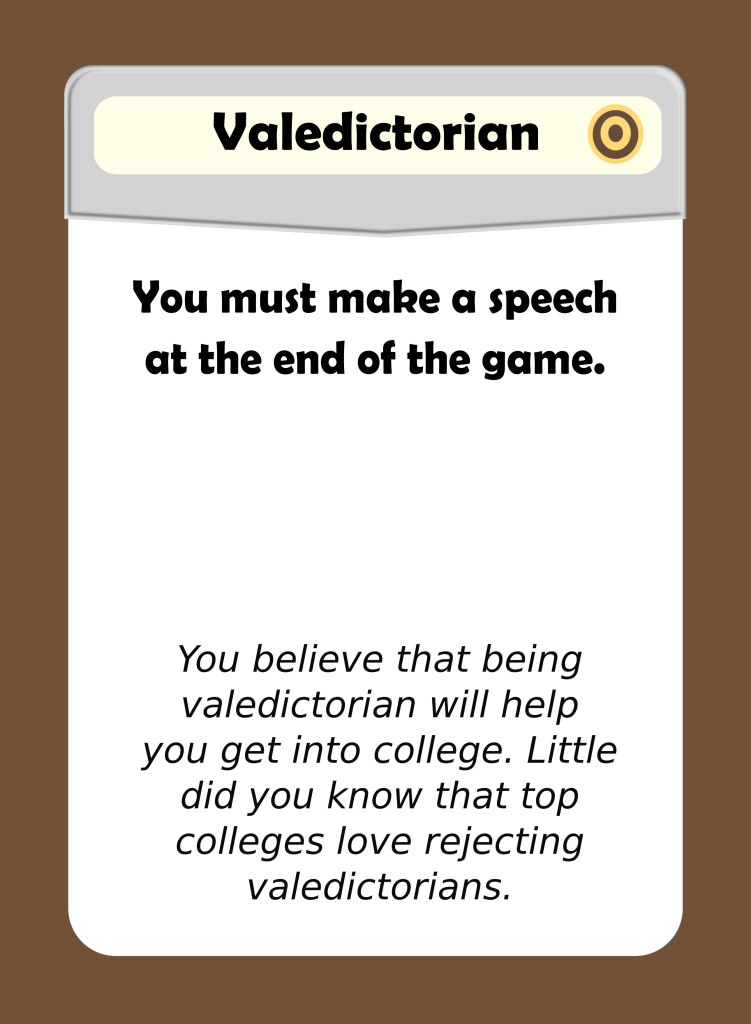 Valedictorian
You must make a speech
at the end of the game.
You believe that being
valedictorian will help
you get into college. Little
did you know that top
colleges love rejecting
valedictorians.